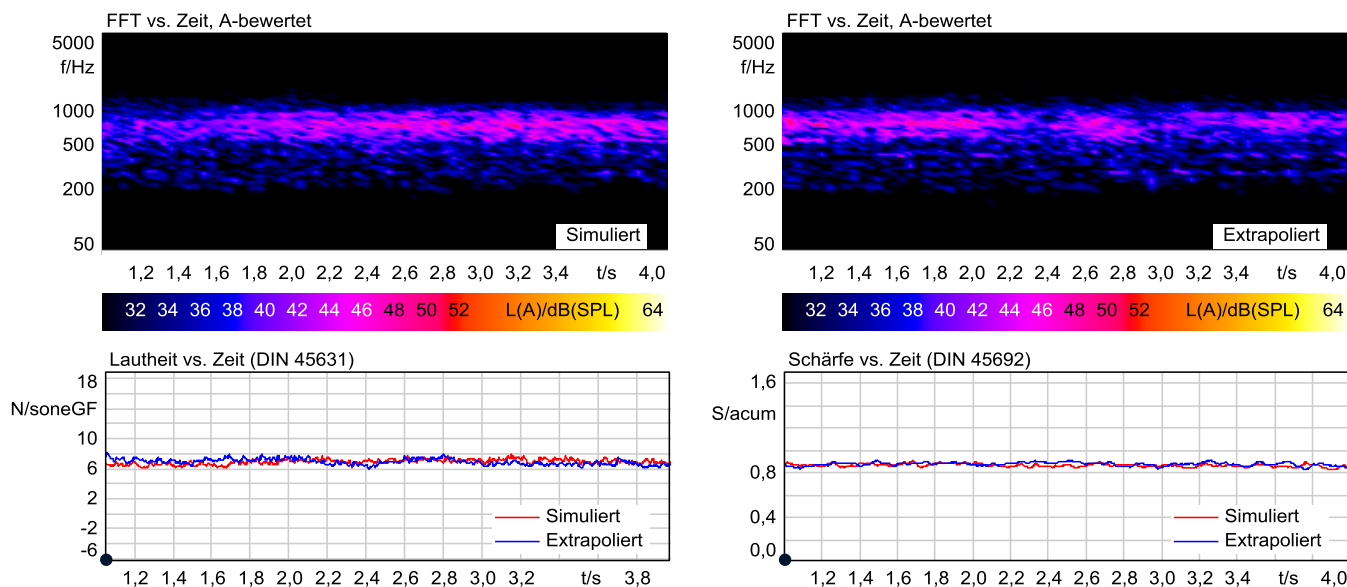 FFT vs. Zeit, A-bewertet
5000
f/Hz
1000
500
200
50
Simuliert
1,2 1,4 1,6 1,8 2,0 2,2 2,4 2,6 2,8 3,0 3,2 3,4 t/s 4,0
32 34 36 38 40 42 44 46 48 50 52 L(A)/dB(SPL) 64
FFT vs. Zeit, A-bewertet
5000
f/Hz
1000
500
200
50
Extrapoliert
1,2 1,4 1,6 1,8 2,0 2,2 2,4 2,6 2,8 3,0 3,2 3,4 t/s 4,0
32 34 36 38 40 42 44 46 48 50 52 L(A)/dB(SPL) 64
Lautheit vs. Zeit (DIN 45631)
18
N/soneGF
10
6
2
-2
-6
Simuliert
Extrapoliert
1,2 1,4 1,6 1,8 2,0 2,2 2,4 2,6 2,8 3,0 3,2 t/s 3,8
Schärfe vs. Zeit (DIN 45692)
1,6
S/acum
0,8
0,4
0,0
Simuliert
Extrapoliert
1,2 1,4 1,6 1,8 2,0 2,2 2,4 2,6 2,8 3,0 3,2 3,4 t/s 4,0